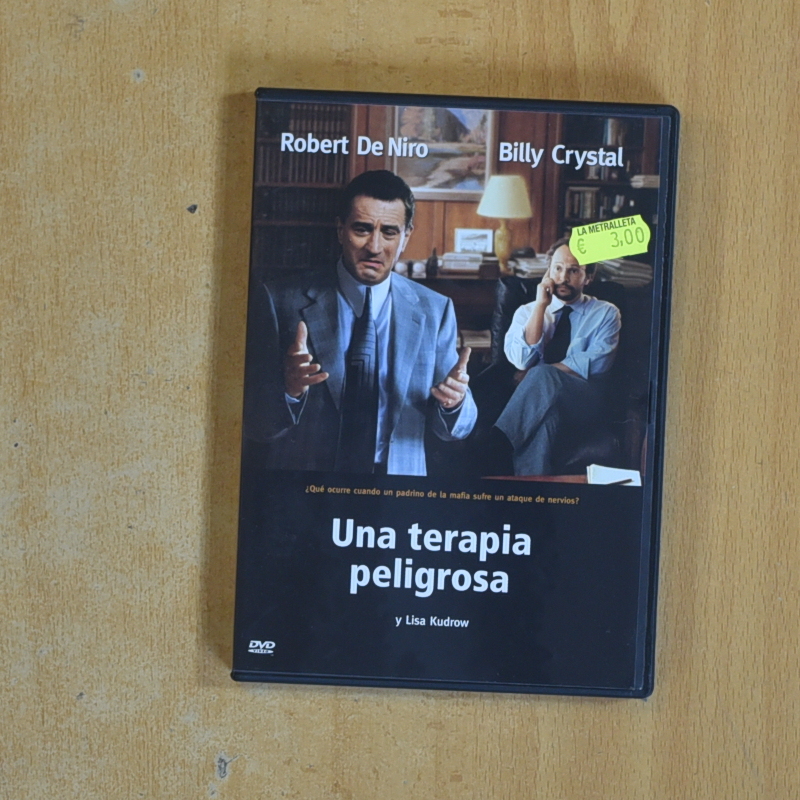 Robert De Niro
Billy Crystal
LA METRALLETA
€ 3,00
¿Qué ocurre cuando un padrino de la mafia sufre un ataque de nervios?
Una terapia
peligrosa
y Lisa Kudrow
DVD
VIDEO